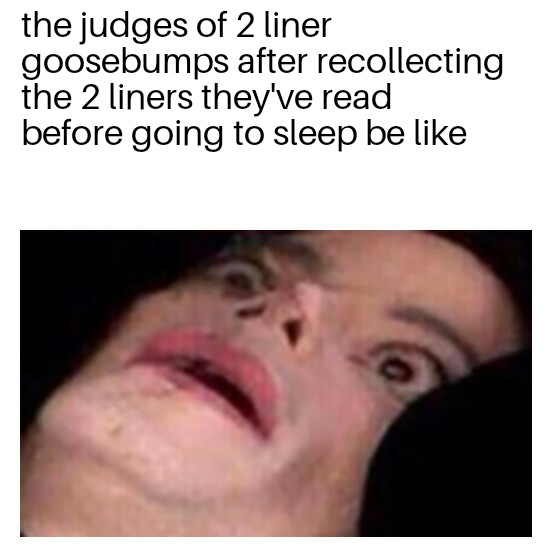 the judges of 2 liner
goosebumps after recollecting
the 2 liners they've read
before going to sleep be like